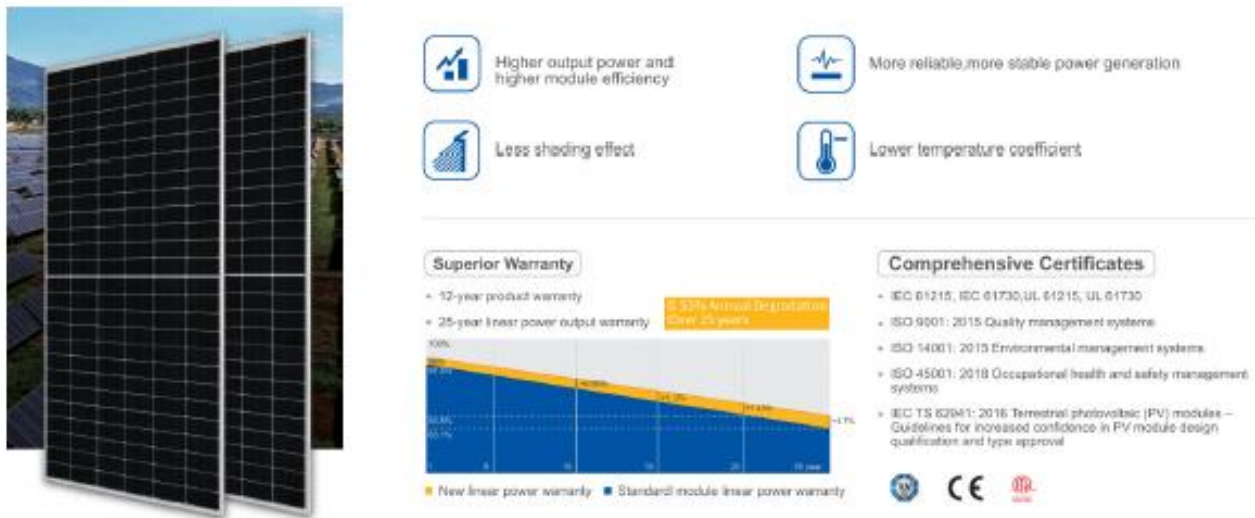 Higher output power and
higher module efficiency
More reliable,more stable power generation
Less shading effect
Lower temperature coefficient
Superior Warranty
• 12-year product warranty
• 25-year linear power output warranty
Annual Degradation
Over 25 years
100%
1
20
25 year
New linear power warranty
Standard module linear power warranty
Comprehensive Certificates
• IEC 61215, IEC 61730,UL 61215, UL 61730
• ISO 9001: 2015 Quality management systems
• ISO 14001: 2015 Environmental management systems
• ISO 45001: 2018 Occupational health and safety management
systems
• IEC TS 62941: 2016 Terrestrial photovoltaic (PV) modules –
Guidelines for increased confidence in PV module design
qualification and type approval
CE